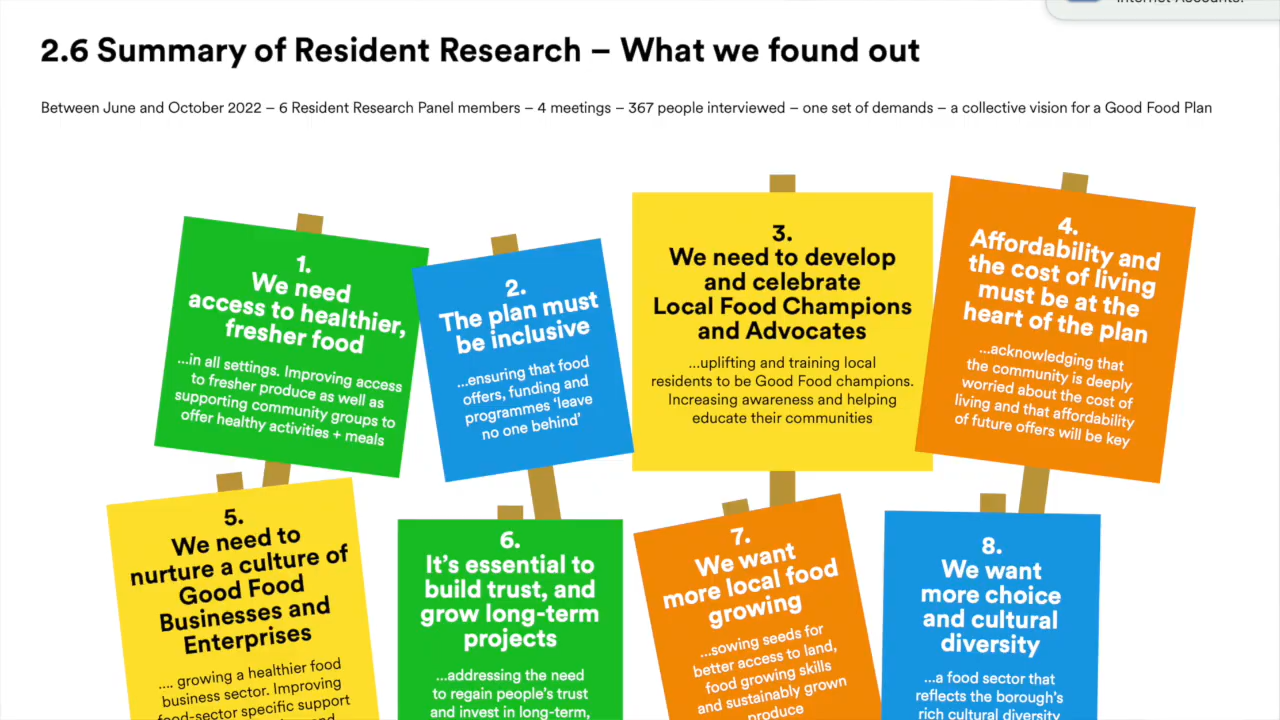 Internet Accounts.
2.6 Summary of Resident Research – What we found out
Between June and October 2022 – 6 Resident Research Panel members – 4 meetings – 367 people interviewed – one set of demands – a collective vision for a Good Food Plan
1.
We need
access to healthier,
fresher food
...in all settings. Improving access
to fresher produce as well as
supporting community groups to
offer healthy activities + meals
2.
The plan must
be inclusive
...ensuring that food
offers, funding and
programmes ‘leave
no one behind’
3.
We need to develop
and celebrate
Local Food Champions
and Advocates
...uplifting and training local
residents to be Good Food champions.
Increasing awareness and helping
educate their communities
4.
Affordability and
the cost of living
must be at the
heart of the plan
...acknowledging that
the community is deeply
worried about the cost of
living and that affordability
of future offers will be key
5.
We need to
nurture a culture of
Good Food
Businesses and
Enterprises
.... growing a healthier food
business sector. Improving
food-sector specific support
6.
It’s essential to
build trust, and
grow long-term
projects
...addressing the need
to regain people’s trust
and invest in long-term,
7.
We want
more local food
growing
...sowing seeds for
better access to land,
food growing skills
and sustainably grown
produce
8.
We want
more choice
and cultural
diversity
...a food sector that
reflects the borough’s
rich cultural diversity